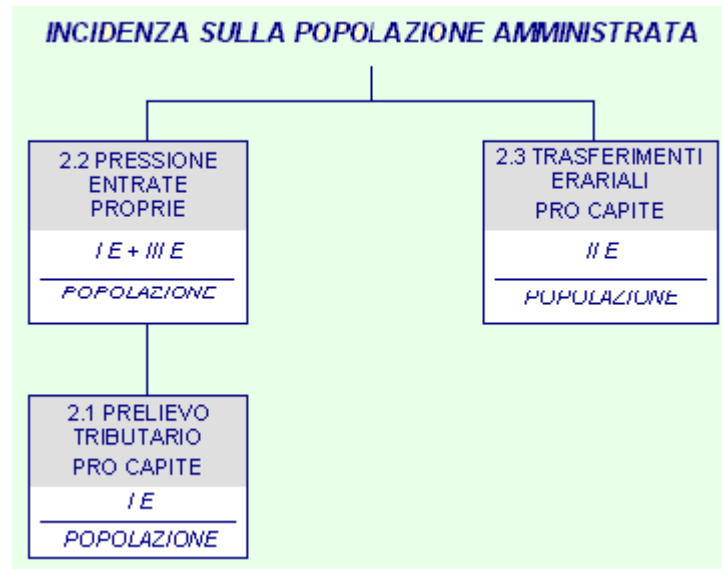 INCIDENZA SULLA POPOLAZIONE AMMINISTRATA
2.2 PRESSIONE
ENTRATE
PROPRIE
I E + III E
POPOLAZIONE
2.3 TRASFERIMENTI
ERARIALI
PRO CAPITE
II E
POPOLAZIONE
2.1 PRELIEVO
TRIBUTARIO
PRO CAPITE
I E
POPOLAZIONE